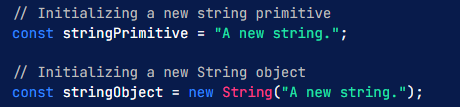 // Initializing a new string primitive
const stringPrimitive = "A new string.";
// Initializing a new String object
const stringObject = new String("A new string.");